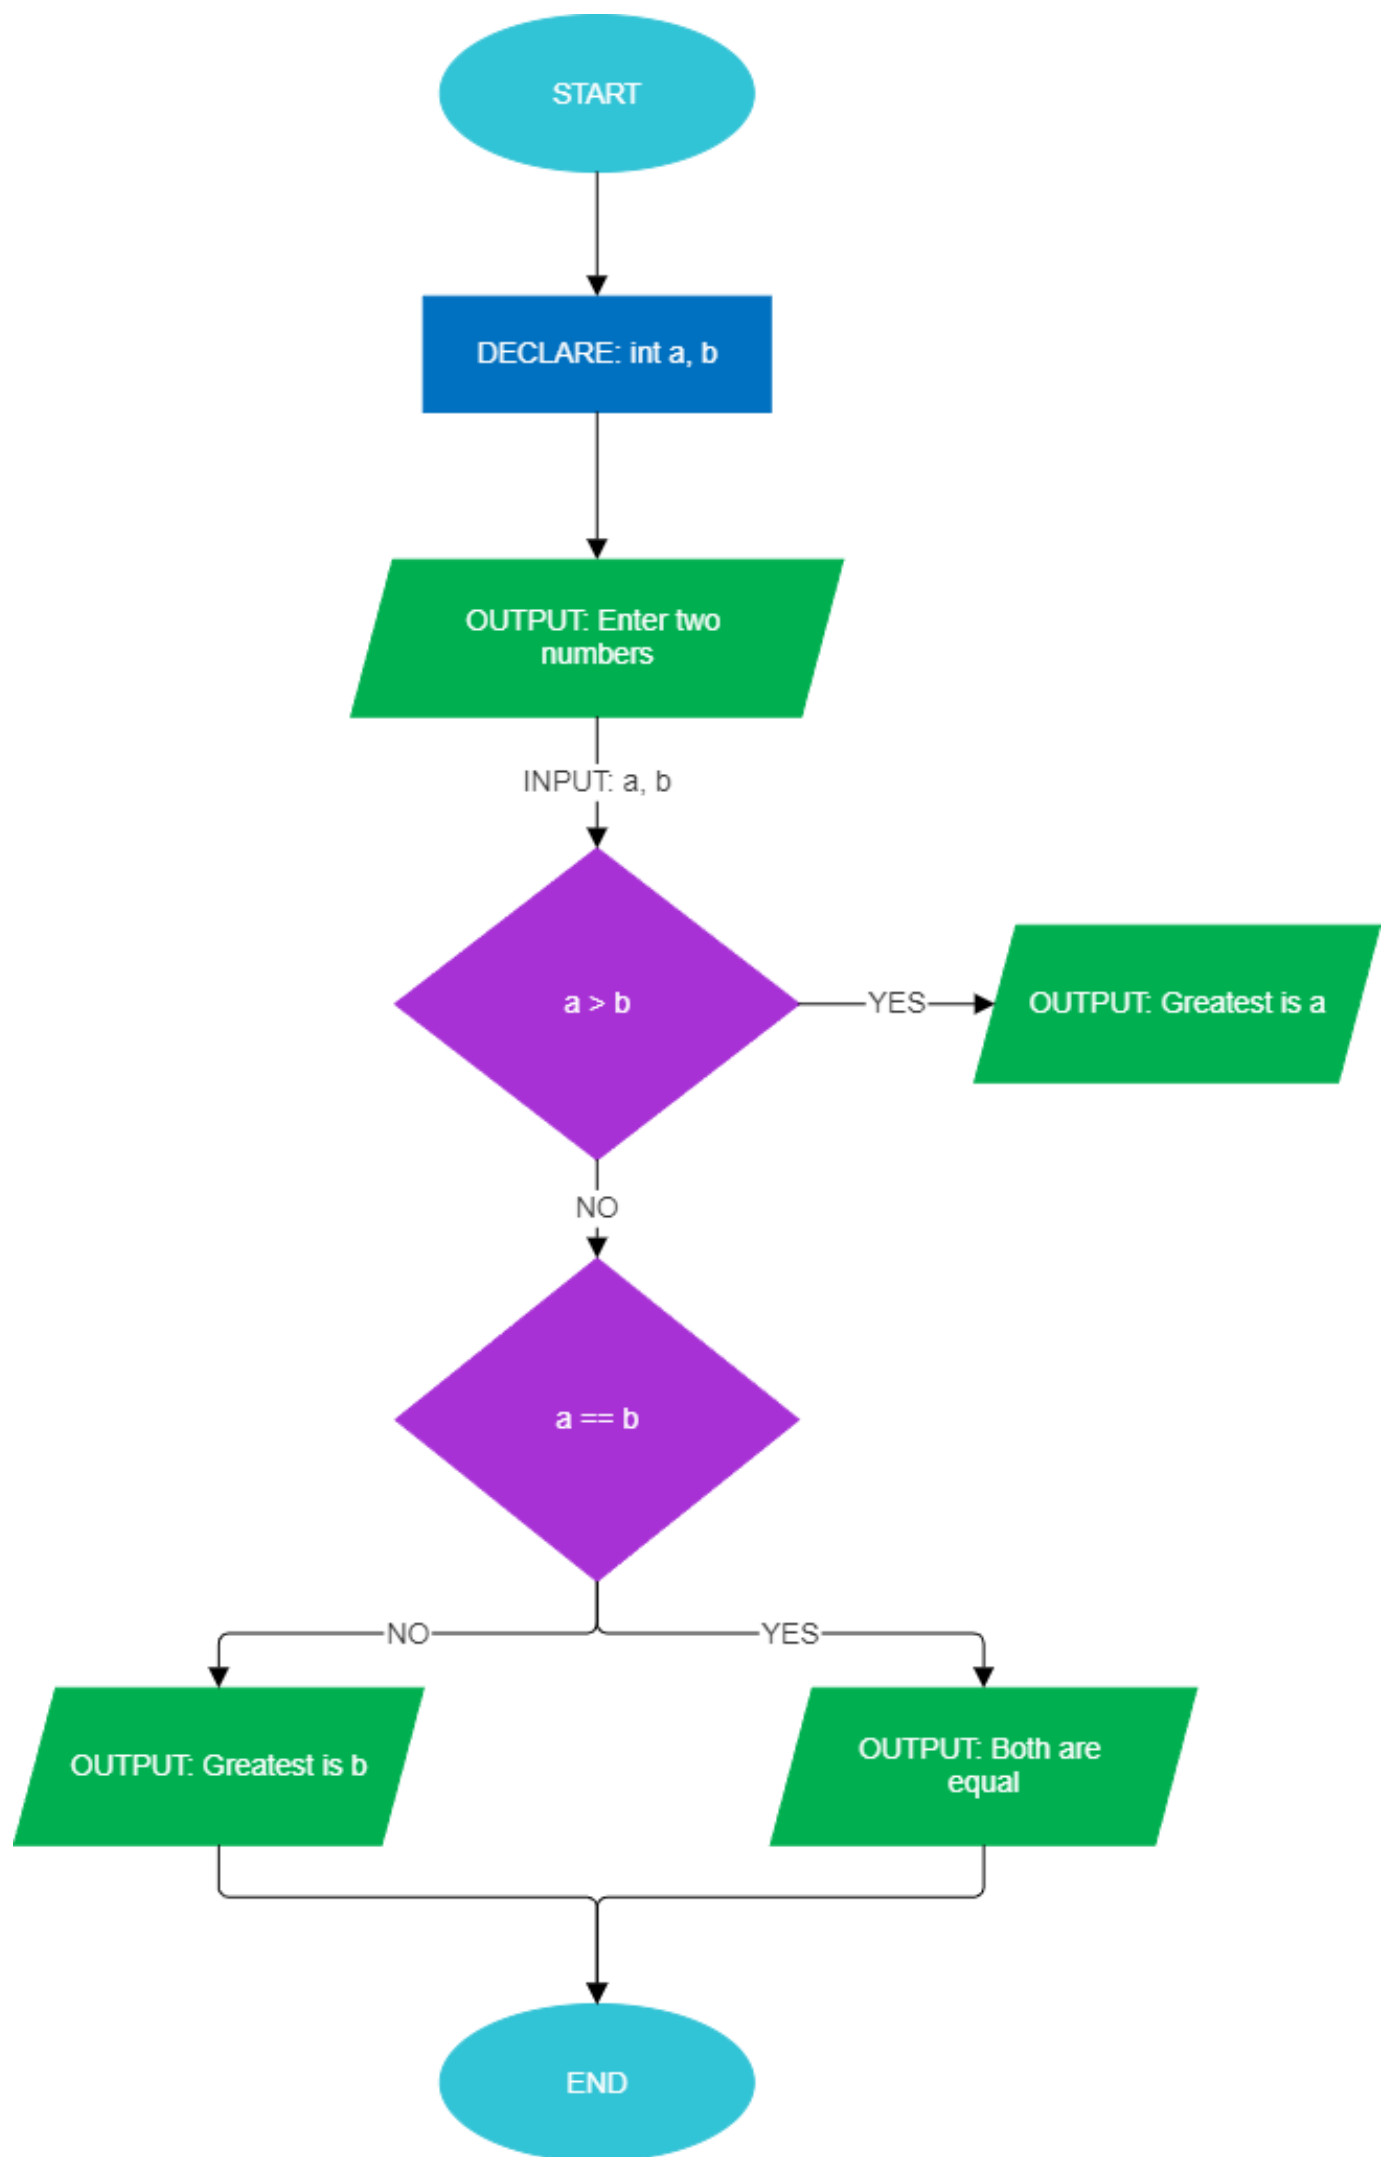 START
DECLARE: int a, b
OUTPUT: Enter two
numbers
INPUT: a, b
a > b
YES
OUTPUT: Greatest is a
NO
a == b
NO
YES
OUTPUT: Greatest is b
OUTPUT: Both are
equal
END